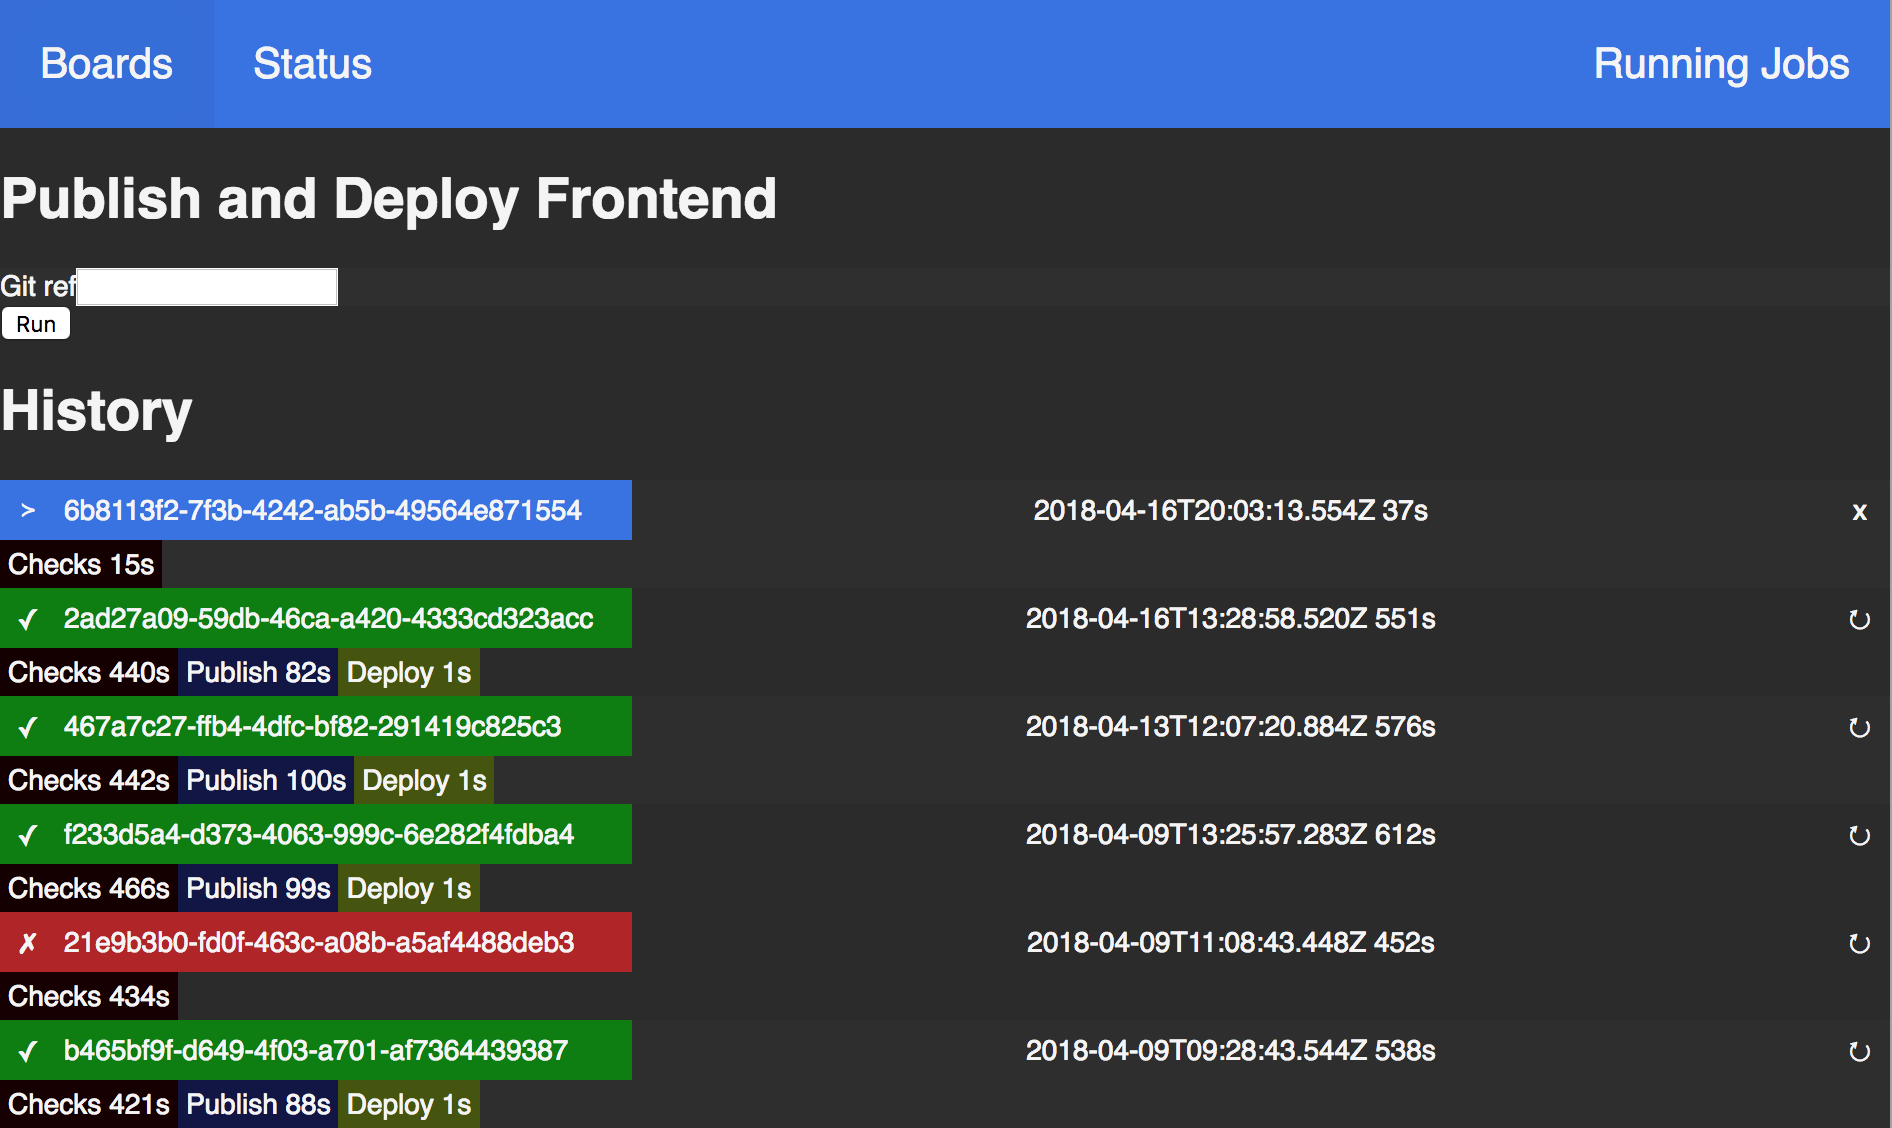 Boards Status Running Jobs
Publish and Deploy Frontend
Git ref
Run
History
> 6b8113f2-7f3b-4242-ab5b-49564e871554 2018-04-16T20:03:13.554Z 37s x
Checks 15s
✓ 2ad27a09-59db-46ca-a420-4333cd323acc 2018-04-16T13:28:58.520Z 551s ↻
Checks 440s Publish 82s Deploy 1s
✓ 467a7c27-ffb4-4dfc-bf82-291419c825c3 2018-04-13T12:07:20.884Z 576s ↻
Checks 442s Publish 100s Deploy 1s
✓ f233d5a4-d373-4063-999c-6e282f4fdba4 2018-04-09T13:25:57.283Z 612s ↻
Checks 466s Publish 99s Deploy 1s
✗ 21e9b3b0-fd0f-463c-a08b-a5af4488deb3 2018-04-09T11:08:43.448Z 452s ↻
Checks 434s
✓ b465bf9f-d649-4f03-a701-af7364439387 2018-04-09T09:28:43.544Z 538s ↻
Checks 421s Publish 88s Deploy 1s